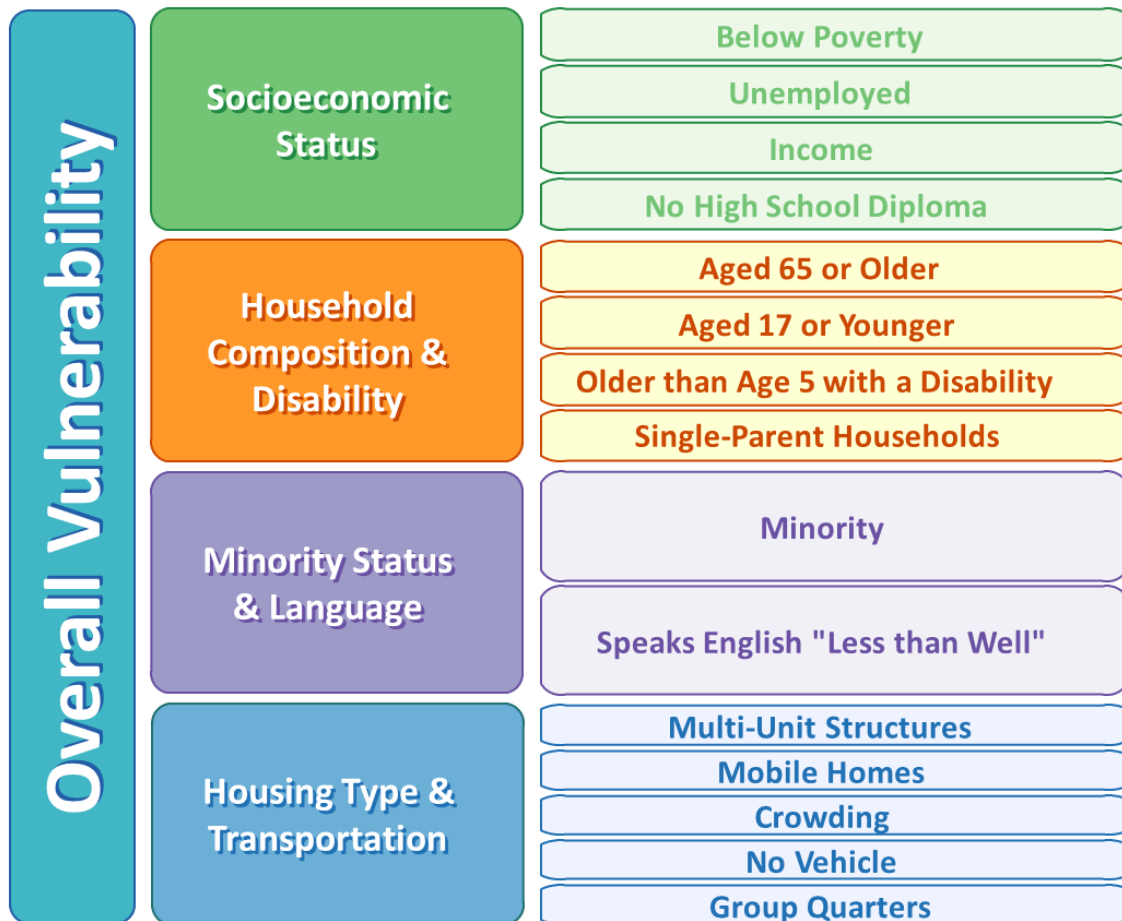 Overall Vulnerability
Socioeconomic
Status
Below Poverty
Unemployed
Income
No High School Diploma
Household
Composition &
Disability
Aged 65 or Older
Aged 17 or Younger
Older than Age 5 with a Disability
Single-Parent Households
Minority Status
& Language
Minority
Speaks English "Less than Well"
Housing Type &
Transportation
Multi-Unit Structures
Mobile Homes
Crowding
No Vehicle
Group Quarters